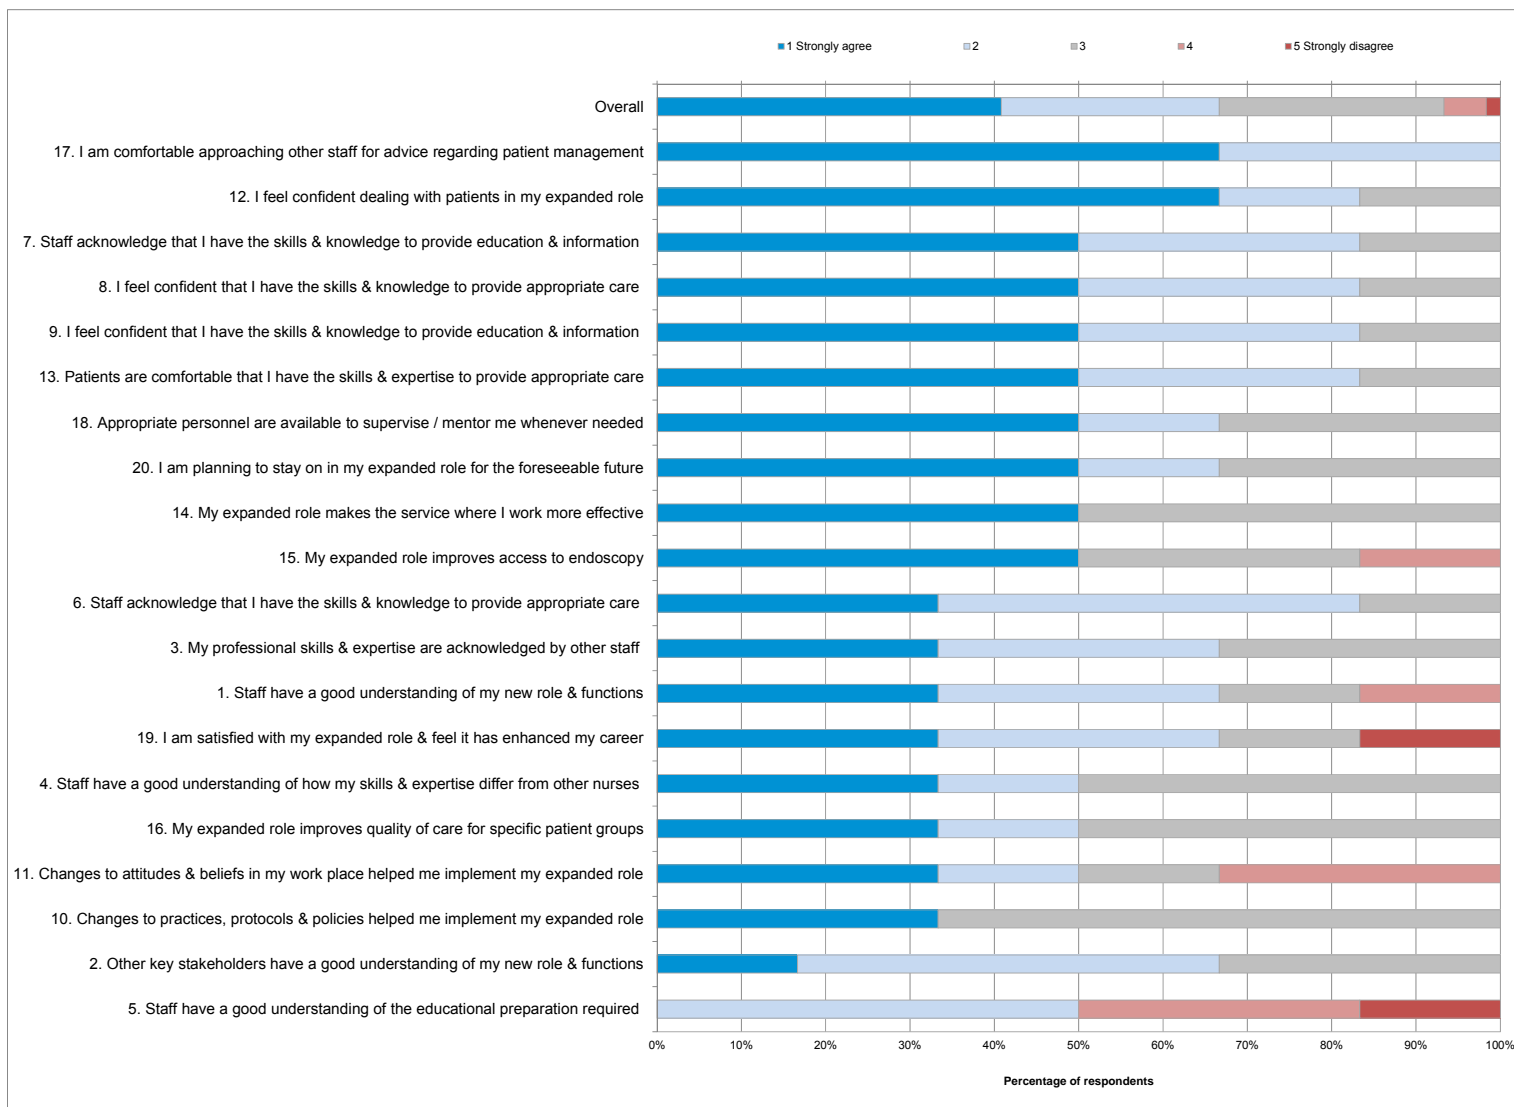 1 Strongly agree 2 3 4 5 Strongly disagree
Overall
17. I am comfortable approaching other staff for advice regarding patient management
12. I feel confident dealing with patients in my expanded role
7. Staff acknowledge that I have the skills & knowledge to provide education & information
8. I feel confident that I have the skills & knowledge to provide appropriate care
9. I feel confident that I have the skills & knowledge to provide education & information
13. Patients are comfortable that I have the skills & expertise to provide appropriate care
18. Appropriate personnel are available to supervise / mentor me whenever needed
20. I am planning to stay on in my expanded role for the foreseeable future
14. My expanded role makes the service where I work more effective
15. My expanded role improves access to endoscopy
6. Staff acknowledge that I have the skills & knowledge to provide appropriate care
3. My professional skills & expertise are acknowledged by other staff
1. Staff have a good understanding of my new role & functions
19. I am satisfied with my expanded role & feel it has enhanced my career
4. Staff have a good understanding of how my skills & expertise differ from other nurses
16. My expanded role improves quality of care for specific patient groups
11. Changes to attitudes & beliefs in my work place helped me implement my expanded role
10. Changes to practices, protocols & policies helped me implement my expanded role
2. Other key stakeholders have a good understanding of my new role & functions
5. Staff have a good understanding of the educational preparation required
0% 10% 20% 30% 40% 50% 60% 70% 80% 90% 100%
Percentage of respondents